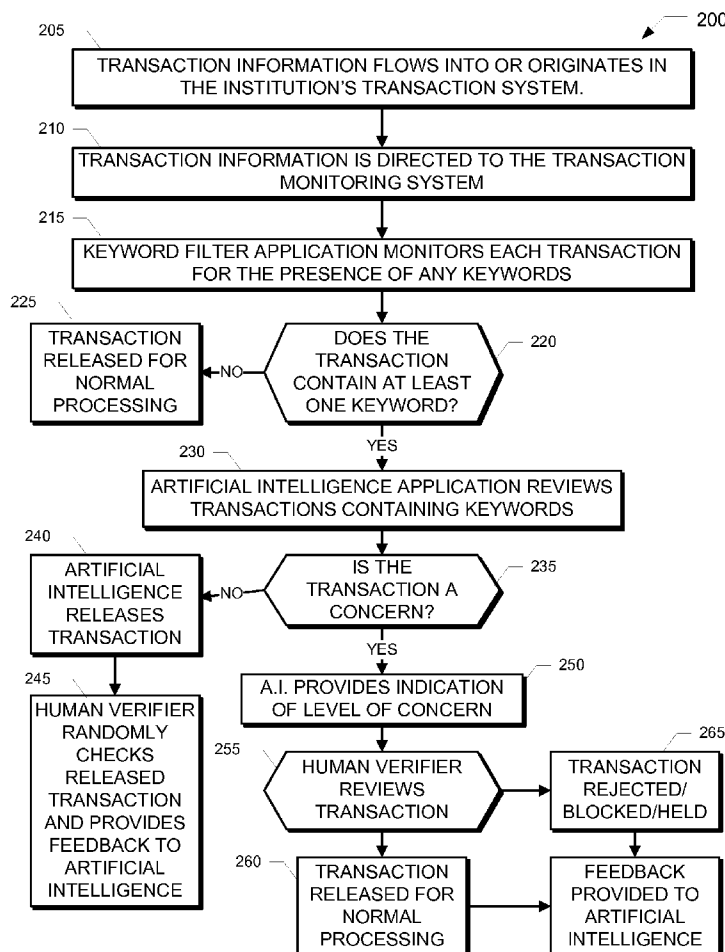 200
205
TRANSACTION INFORMATION FLOWS INTO OR ORIGINATES IN
THE INSTITUTION'S TRANSACTION SYSTEM.
210
TRANSACTION INFORMATION IS DIRECTED TO THE TRANSACTION
MONITORING SYSTEM
215
KEYWORD FILTER APPLICATION MONITORS EACH TRANSACTION
FOR THE PRESENCE OF ANY KEYWORDS
225
TRANSACTION
RELEASED FOR
NORMAL
PROCESSING
NO
DOES THE
TRANSACTION
CONTAIN AT LEAST
ONE KEYWORD?
220
YES
230
ARTIFICIAL INTELLIGENCE APPLICATION REVIEWS
TRANSACTIONS CONTAINING KEYWORDS
240
ARTIFICIAL
INTELLIGENCE
RELEASES
TRANSACTION
NO
IS THE
TRANSACTION A
CONCERN?
235
YES
245
HUMAN VERIFIER
RANDOMLY
CHECKS
RELEASED
TRANSACTION
AND PROVIDES
FEEDBACK TO
ARTIFICIAL
INTELLIGENCE
250
A.I. PROVIDES INDICATION
OF LEVEL OF CONCERN
255
HUMAN VERIFIER
REVIEWS
TRANSACTION
265
TRANSACTION
REJECTED/
BLOCKED/HELD
260
TRANSACTION
RELEASED FOR
NORMAL
PROCESSING
FEEDBACK
PROVIDED TO
ARTIFICIAL
INTELLIGENCE